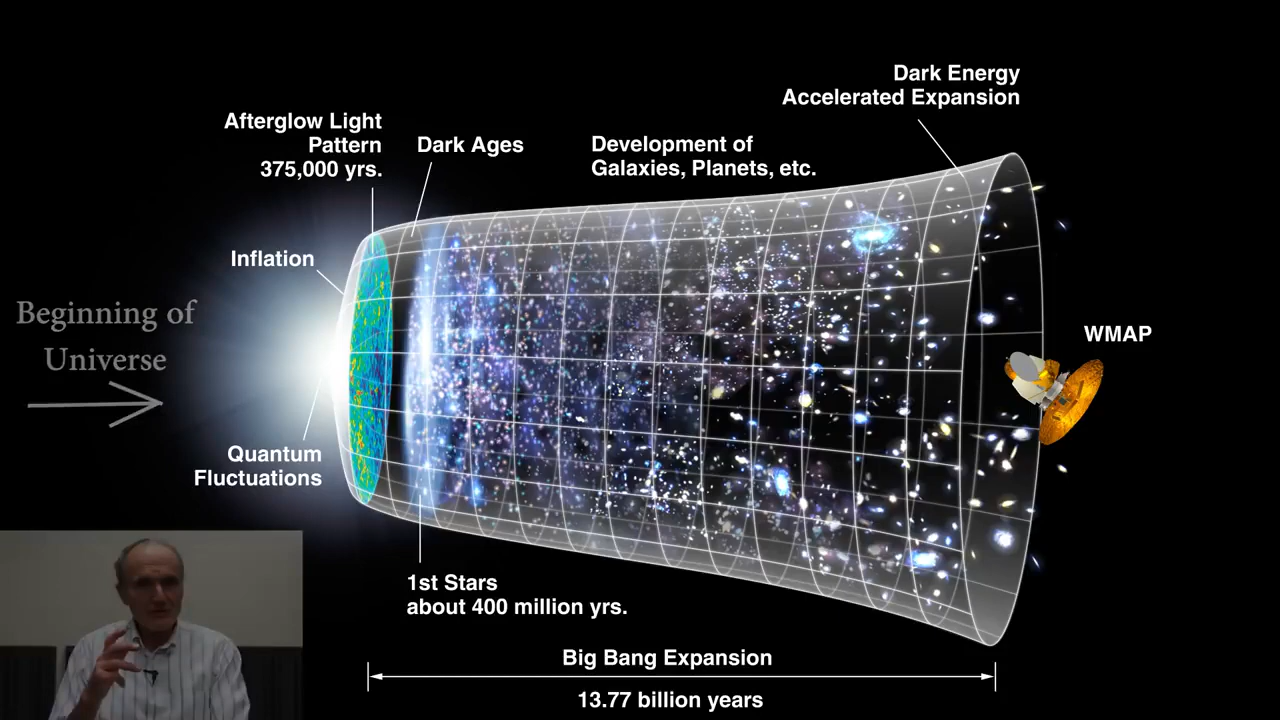 Dark Energy
Accelerated Expansion
Afterglow Light
Pattern
375,000 yrs.
Dark Ages
Development of
Galaxies, Planets, etc.
Inflation
Beginning of
Universe
WMAP
Quantum
Fluctuations
1st Stars
about 400 million yrs.
Big Bang Expansion
13.77 billion years